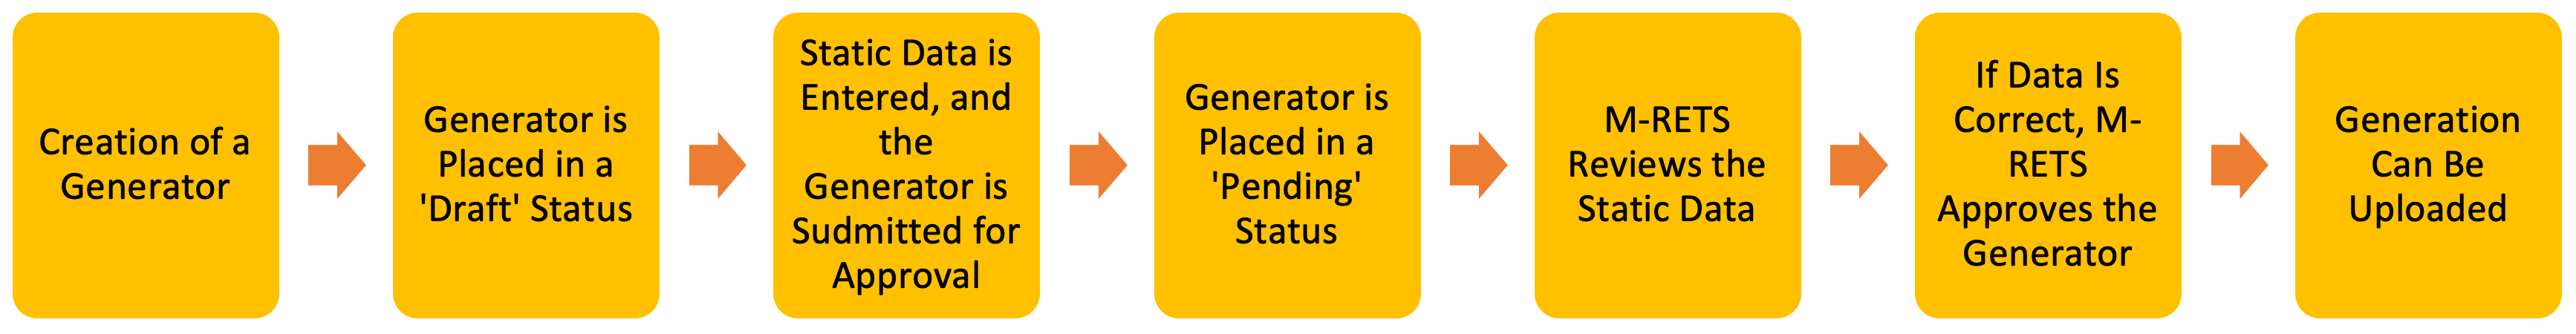 Creation of a
Generator
Generator is
Placed in a
'Draft' Status
Static Data is
Entered, and
the
Generator is
Sudmitted for
Approval
Generator is
Placed in a
'Pending'
Status
M-RETS
Reviews the
Static Data
If Data Is
Correct, M-
RETS
Approves the
Generator
Generation
Can Be
Uploaded